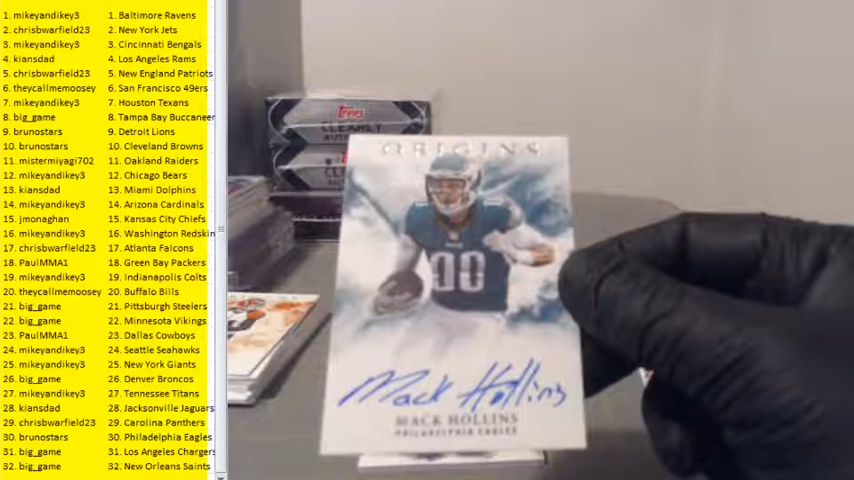 1. mikeyandikey3 1. Baltimore Ravens
2. chrisbwarfield23 2. New York Jets
3. mikeyandikey3 3. Cincinnati Bengals
4. kiansdad 4. Los Angeles Rams
5. chrisbwarfield23 5. New England Patriots
6. theycallmemoosey 6. San Francisco 49ers
7. mikeyandikey3 7. Houston Texans
8. big_game 8. Tampa Bay Buccaneer
9. brunostars 9. Detroit Lions
10. brunostars 10. Cleveland Browns
11. mistermiyagi702 11. Oakland Raiders
12. mikeyandikey3 12. Chicago Bears
13. kiansdad 13. Miami Dolphins
14. mikeyandikey3 14. Arizona Cardinals
15. jmonaghan 15. Kansas City Chiefs
16. mikeyandikey3 16. Washington Redskin
17. chrisbwarfield23 17. Atlanta Falcons
18. PaulMMA1 18. Green Bay Packers
19. mikeyandikey3 19. Indianapolis Colts
20. theycallmemoosey 20. Buffalo Bills
21. big_game 21. Pittsburgh Steelers
22. big_game 22. Minnesota Vikings
23. PaulMMA1 23. Dallas Cowboys
24. mikeyandikey3 24. Seattle Seahawks
25. mikeyandikey3 25. New York Giants
26. big_game 26. Denver Broncos
27. mikeyandikey3 27. Tennessee Titans
28. kiansdad 28. Jacksonville Jaguars
29. chrisbwarfield23 29. Carolina Panthers
30. brunostars 30. Philadelphia Eagles
31. big_game 31. Los Angeles Chargers
32. big_game 32. New Orleans Saints
Topps
CLEARLY
ORIGINS
00
Mack Hollins
MACK HOLLINS
PHILADELPHIA EAGLES